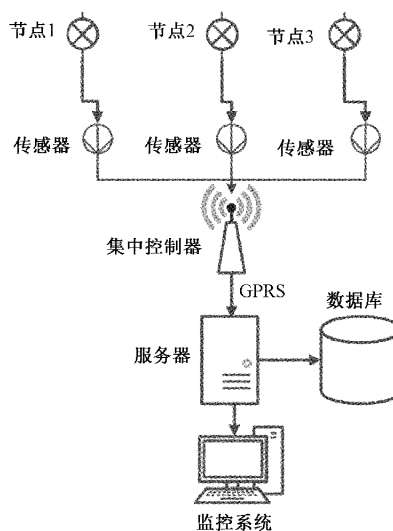 节点1
节点2
节点3
传感器
传感器
传感器
集中控制器
GPRS
数据库
服务器
监控系统